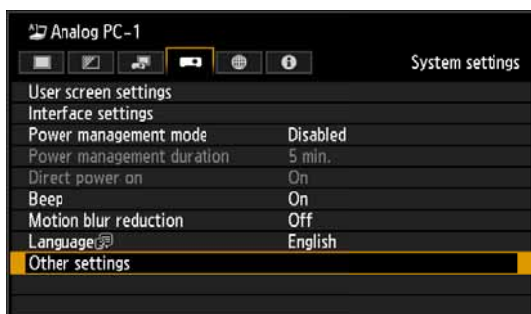 Analog PC-1
System settings
User screen settings
Interface settings
Power management mode Disabled
Power management duration 5 min.
Direct power on On
Beep On
Motion blur reduction Off
Language English
Other settings